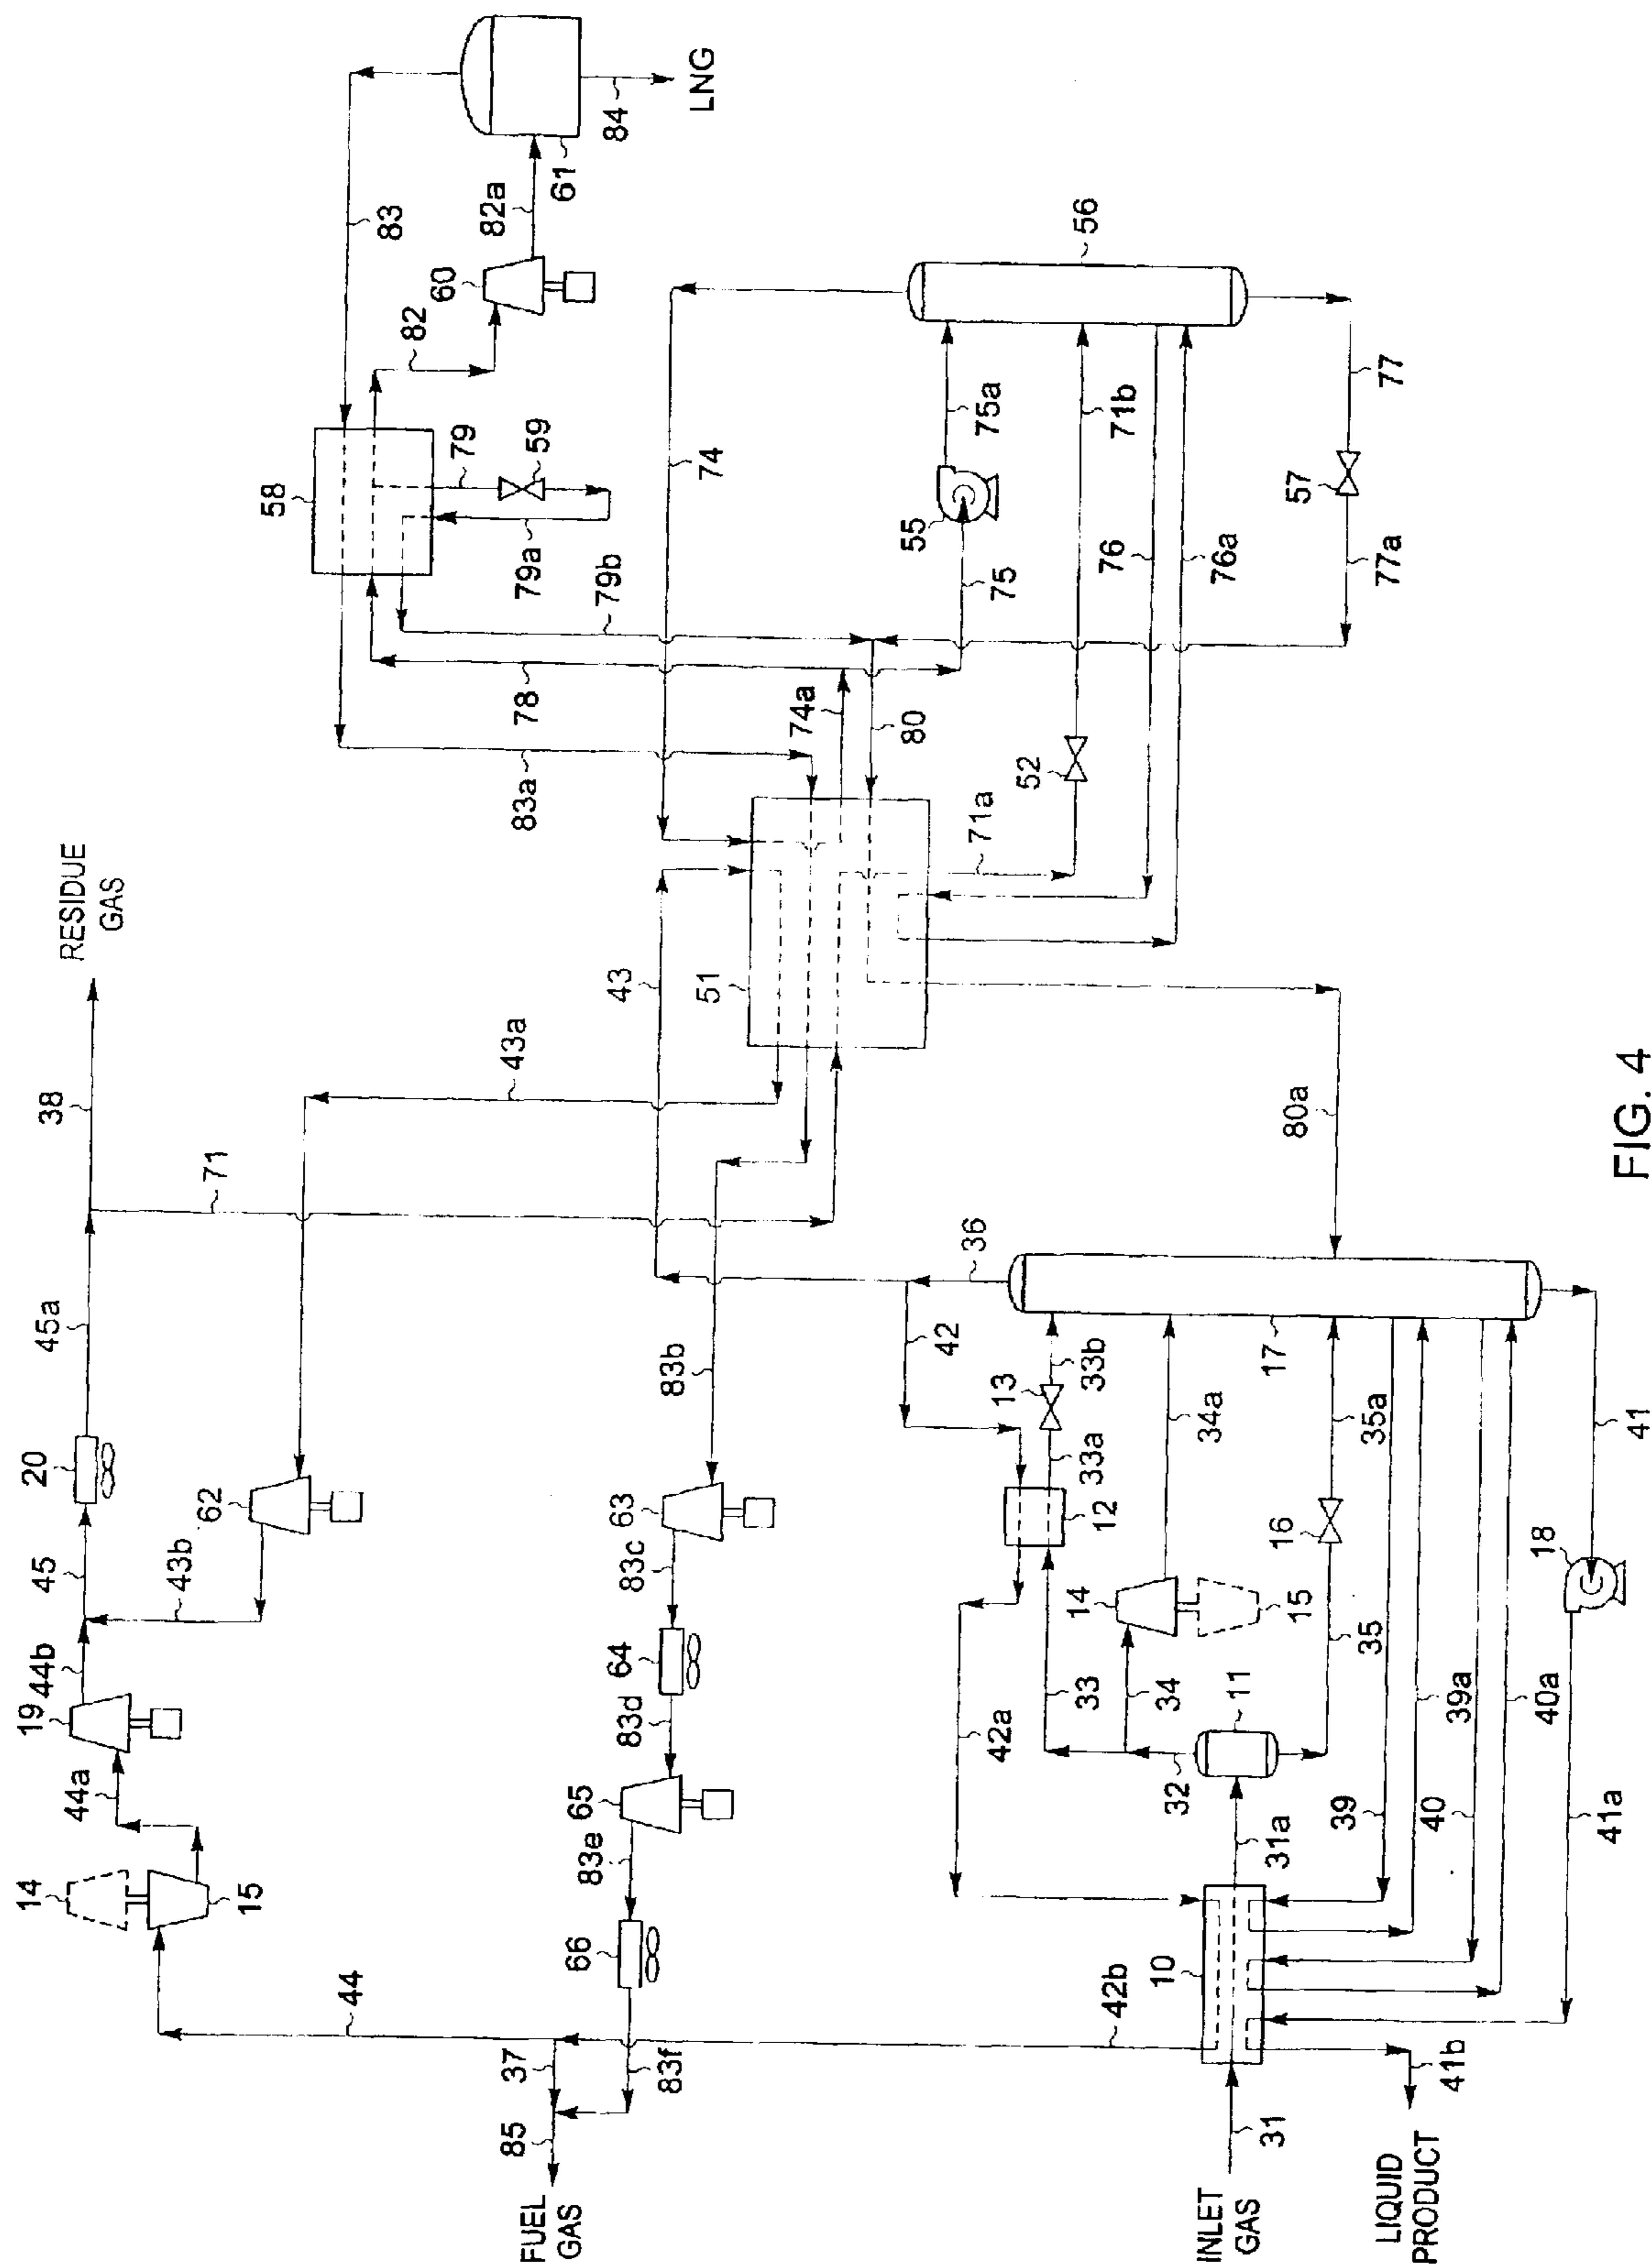 61
84
LNG
83
82a
60
82
58
79
59
79a
79b
56
74
75a
55
75
71b
76
76a
77
57
77a
78
74a
80
83a
52
71a
RESIDUE
GAS
38
71
43
43a
51
80a
45a
20
45
62
43b
44b
19
44a
14
15
36
42
83b
63
83c
64
83d
65
83e
66
83f
13
33b
33a
12
34a
17
35a
16
14
15
35
33
34
11
32
42a
31a
39
39a
40
40a
41
18
41a
44
37
85
FUEL
GAS
42b
10
31
INLET
GAS
41b
LIQUID
PRODUCT
FIG. 4